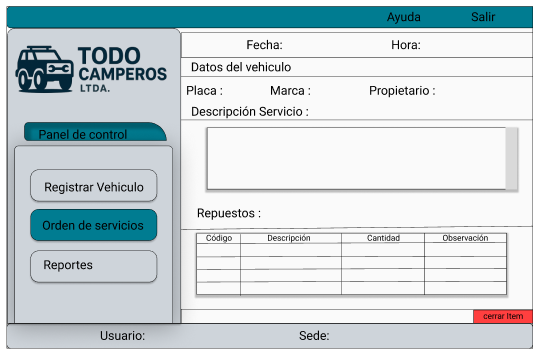 Ayuda Salir
TODO
CAMPEROS
LTDA.
Panel de control
Registrar Vehiculo
Orden de servicios
Reportes
Fecha: Hora:
Datos del vehiculo
Placa : Marca : Propietario :
Descripción Servicio :
Repuestos :
Código Descripción Cantidad Observación
cerrar Item
Usuario: Sede: